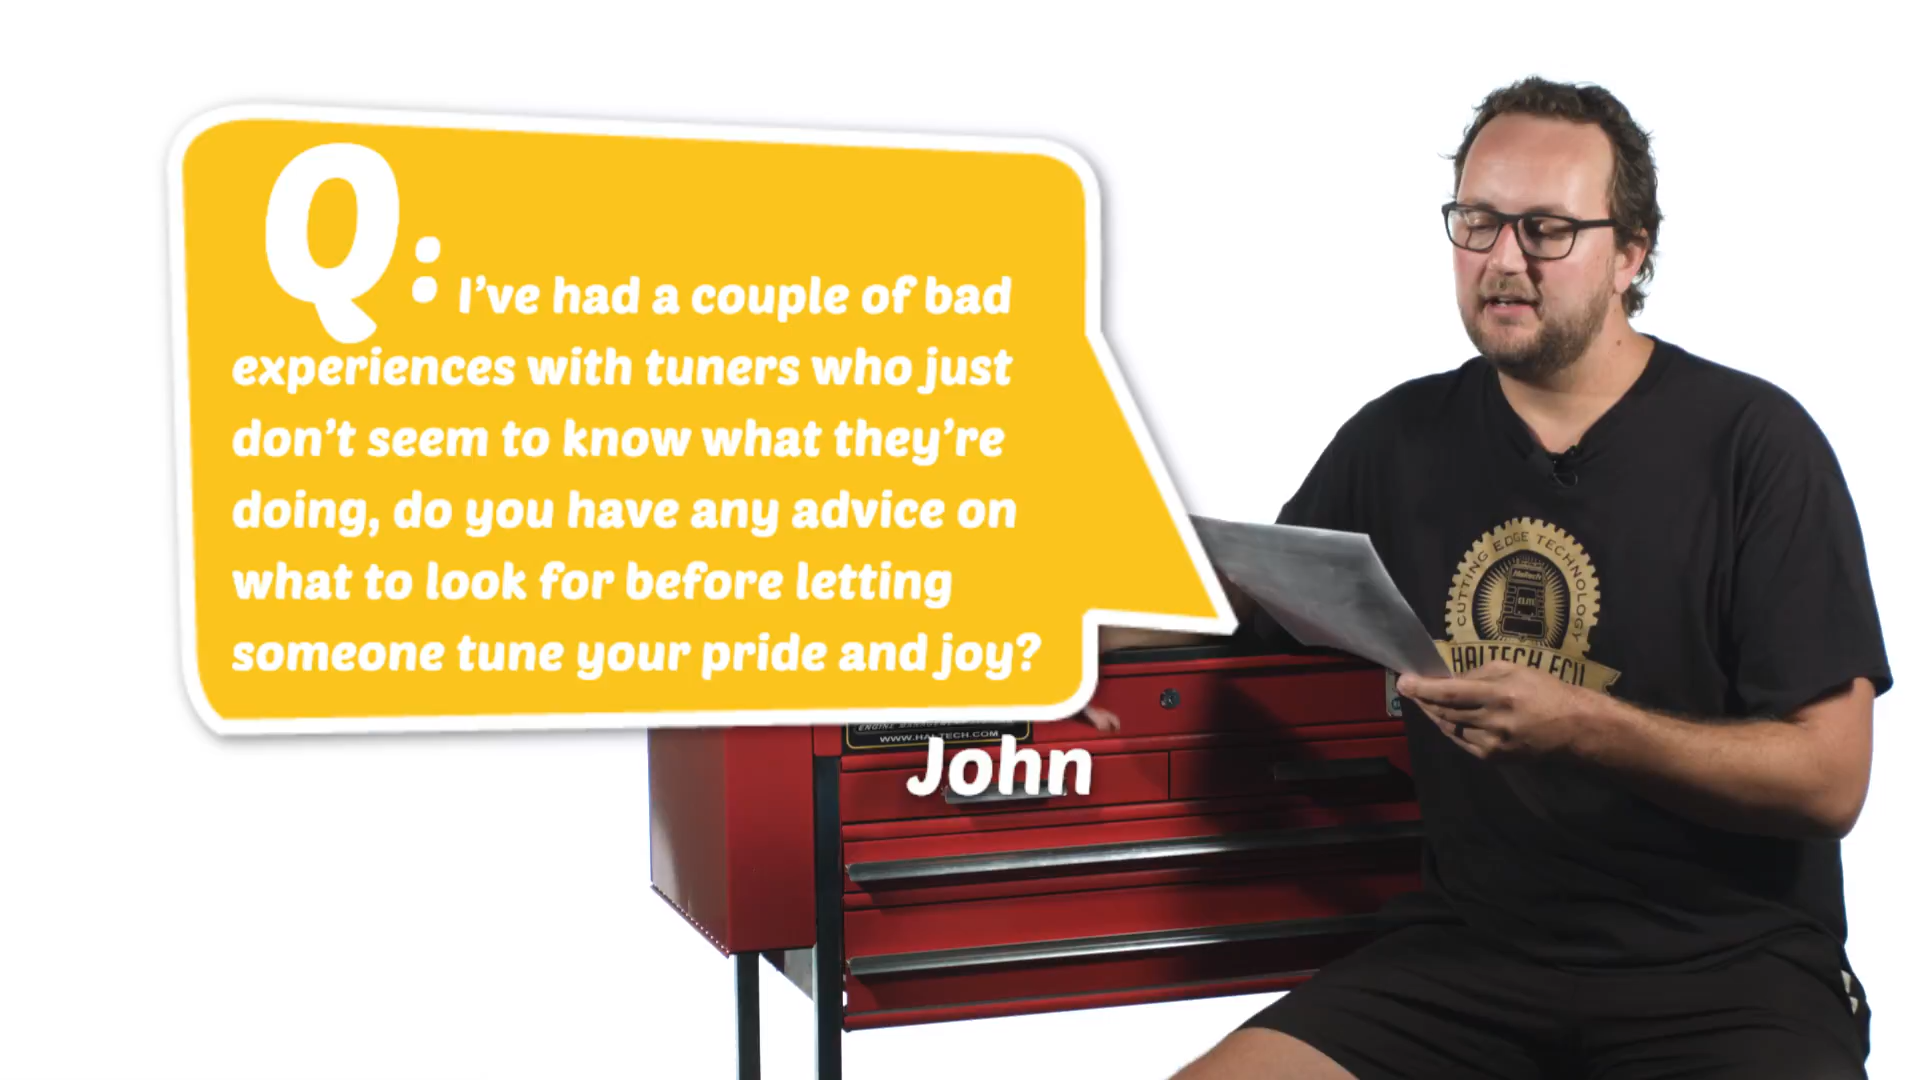 Q: I've had a couple of bad
experiences with tuners who just
don't seem to know what they're
doing, do you have any advice on
what to look for before letting
someone tune your pride and joy?
John
CUTTING EDGE TECHNOLOGY
Haltech
HALTECH ECU
WWW.HALTECH.COM